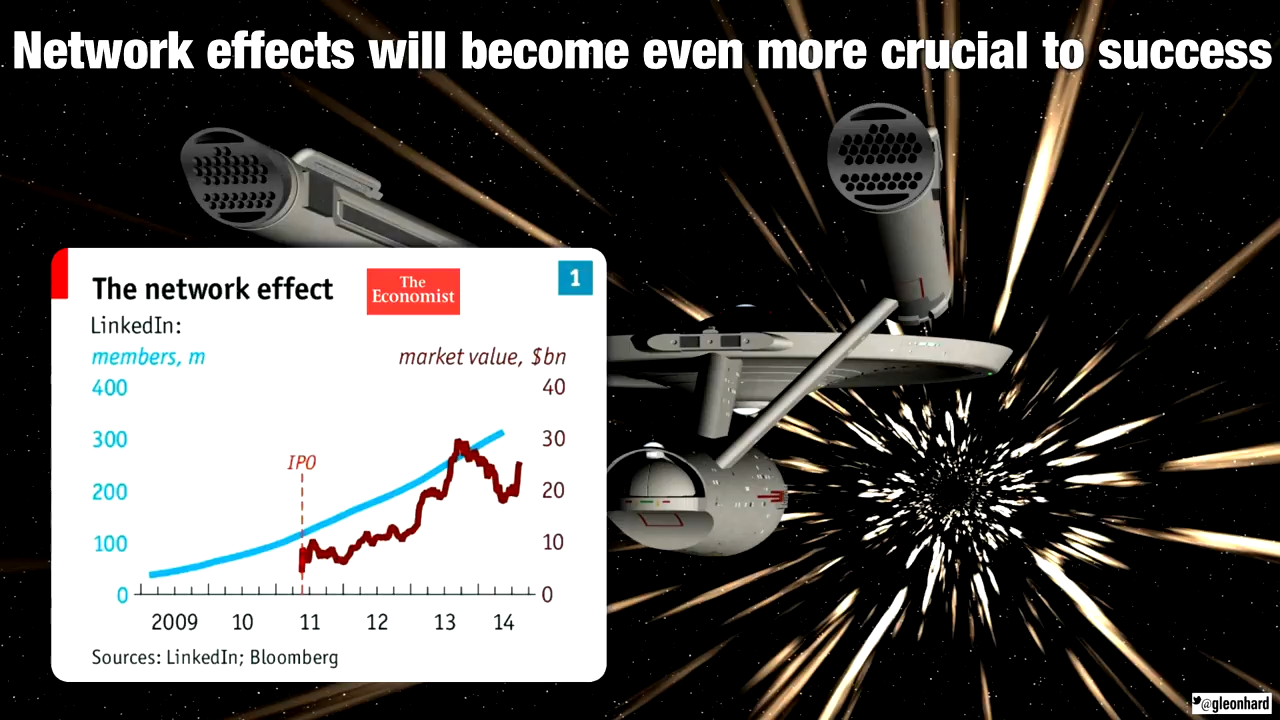 Network effects will become even more crucial to success
The network effect
The
Economist
1
LinkedIn:
members, m
market value, $bn
400
40
300
30
IPO
200
20
100
10
0
0
2009 10 11 12 13 14
Sources: LinkedIn; Bloomberg
@gleonhard